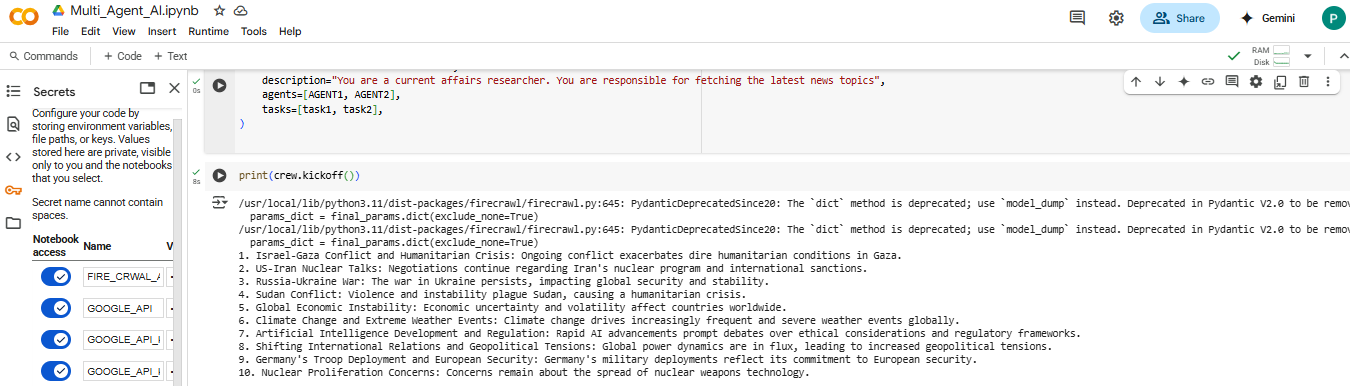 Multi_Agent_AI.ipynb
File Edit View Insert Runtime Tools Help
Share
Gemini
P
Commands
+ Code + Text
RAM
Disk
Secrets
Configure your code by
storing environment variables,
file paths, or keys. Values
stored here are private, visible
only to you and the notebooks
that you select.
Secret name cannot contain
spaces.
Notebook
access
Name
V
FIRE_CRWAL_A
GOOGLE_API
GOOGLE_API_
GOOGLE_API_
0s
description="You are a current affairs researcher. You are responsible for fetching the latest news topics",
agents=[AGENT1, AGENT2],
tasks=[task1, task2],
)
8s
print(crew.kickoff())
/usr/local/lib/python3.11/dist-packages/firecrawl/firecrawl.py:645: PydanticDeprecatedSince20: The `dict` method is deprecated; use `model_dump` instead. Deprecated in Pydantic V2.0 to be remov
params_dict = final_params.dict(exclude_none=True)
/usr/local/lib/python3.11/dist-packages/firecrawl/firecrawl.py:645: PydanticDeprecatedSince20: The `dict` method is deprecated; use `model_dump` instead. Deprecated in Pydantic V2.0 to be remov
params_dict = final_params.dict(exclude_none=True)
1. Israel-Gaza Conflict and Humanitarian Crisis: Ongoing conflict exacerbates dire humanitarian conditions in Gaza.
2. US-Iran Nuclear Talks: Negotiations continue regarding Iran's nuclear program and international sanctions.
3. Russia-Ukraine War: The war in Ukraine persists, impacting global security and stability.
4. Sudan Conflict: Violence and instability plague Sudan, causing a humanitarian crisis.
5. Global Economic Instability: Economic uncertainty and volatility affect countries worldwide.
6. Climate Change and Extreme Weather Events: Climate change drives increasingly frequent and severe weather events globally.
7. Artificial Intelligence Development and Regulation: Rapid AI advancements prompt debates over ethical considerations and regulatory frameworks.
8. Shifting International Relations and Geopolitical Tensions: Global power dynamics are in flux, leading to increased geopolitical tensions.
9. Germany's Troop Deployment and European Security: Germany's military deployments reflect its commitment to European security.
10. Nuclear Proliferation Concerns: Concerns remain about the spread of nuclear weapons technology.